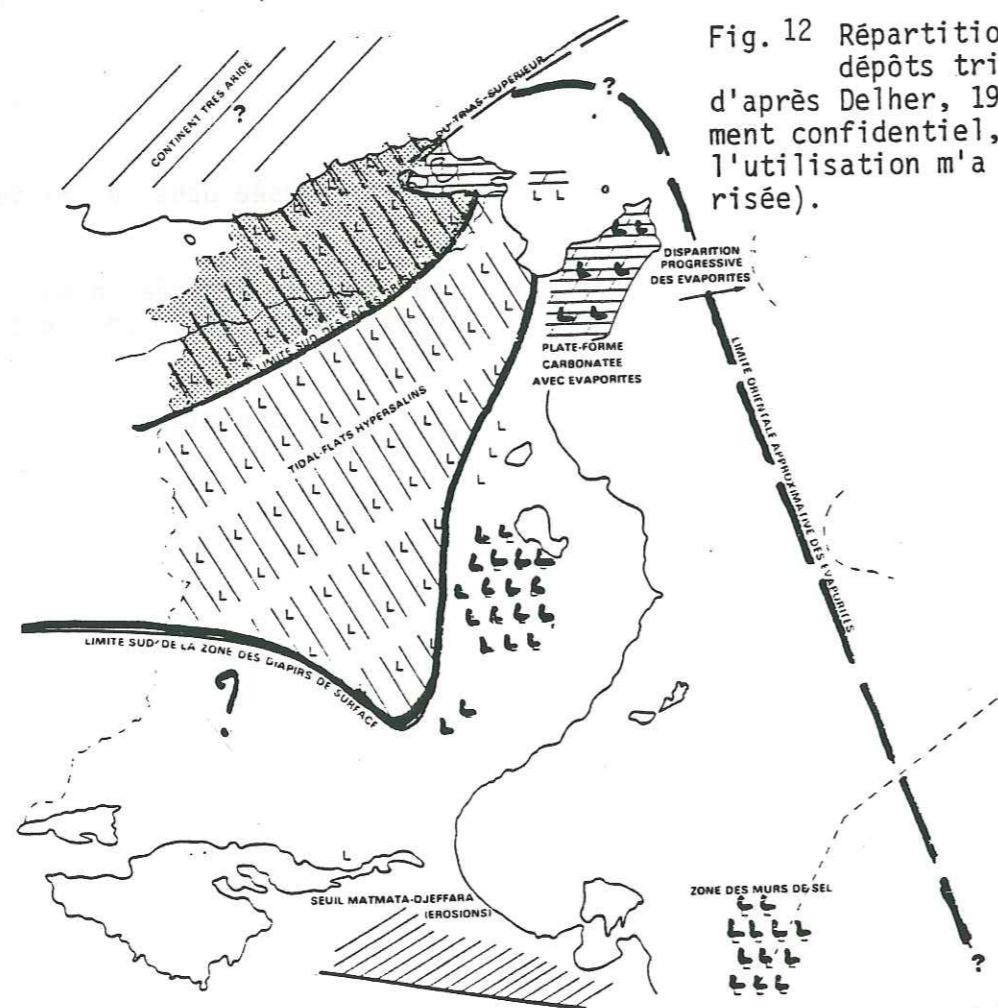 Fig. 12 Répartitio
dépôts tri
d'après Delher, 19
ment confidentiel,
l'utilisation m'a
risée).
CONTINENT TRES ARIDE
?
DU TRIAS-SUPERIEUR
?
DISPARITION
PROGRESSIVE
DES EVAPORITES
LIMITE SUD DES
PLATE-FORME
CARBONATEE
AVEC EVAPORITES
LIMITE ORIENTALE APPROXIMATIVE DES EVAPORITES
TIDAL-FLATS HYPERSALINS
LIMITE SUD DE LA ZONE DES DIAPIRS DE SURFACE
?
SEUIL MATMATA-DJEFFARA
(EROSIONS)
ZONE DES MURS DE SEL
?